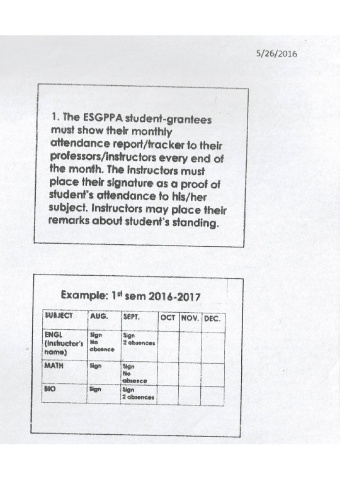 5/26/2016
1. The ESGPPA student-grantees
must show their monthly
attendance report/tracker to their
professors/instructors every end of
the month. The instructors must
place their signature as a proof of
student's attendance to his/her
subject. Instructors may place their
remarks about student's standing.
Example: 1st sem 2016-2017
SUBJECT AUG. SEPT. OCT NOV. DEC.
ENGL Sign Sign
(instructor's No 2 absences
name) absence
MATH Sign Sign
No
absence
BIO Sign Sign
2 absences